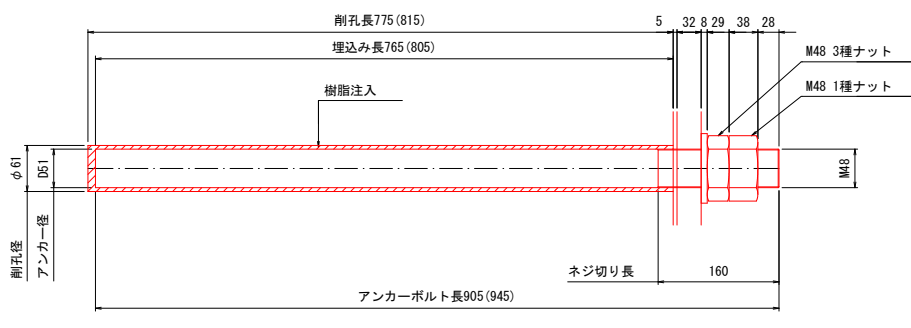 削孔長775(815)
5
32
8
29
38
28
埋込み長765(805)
M48 3種ナット
M48 1種ナット
樹脂注入
φ61
D51
M48
削孔径
アンカー径
ネジ切り長
160
アンカーボルト長905(945)